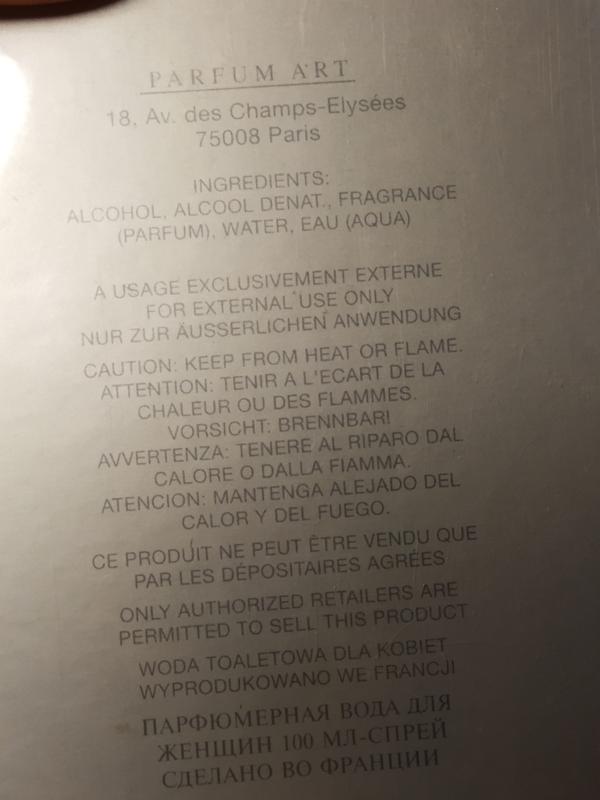 PARFUM ART
18, Av. des Champs-Elysées
75008 Paris
INGREDIENTS:
ALCOHOL, ALCOOL DENAT., FRAGRANCE
(PARFUM), WATER, EAU (AQUA)
A USAGE EXCLUSIVEMENT EXTERNE
FOR EXTERNAL USE ONLY
NUR ZUR ÄUSSERLICHEN ANWENDUNG
CAUTION: KEEP FROM HEAT OR FLAME.
ATTENTION: TENIR A L'ECART DE LA
CHALEUR OU DES FLAMMES.
VORSICHT: BRENNBAR!
AVVERTENZA: TENERE AL RIPARO DAL
CALORE O DALLA FIAMMA.
ATENCION: MANTENGA ALEJADO DEL
CALOR Y DEL FUEGO.
CE PRODUIT NE PEUT ÊTRE VENDU QUE
PAR LES DÉPOSITAIRES AGRÉES
ONLY AUTHORIZED RETAILERS ARE
PERMITTED TO SELL THIS PRODUCT
WODA TOALETOWA DLA KOBIET
WYPRODUKOWANO WE FRANCJI
ПАРФЮМЕРНАЯ ВОДА ДЛЯ
ЖЕНЩИН 100 МЛ-СПРЕЙ
СДЕЛАНО ВО ФРАНЦИИ